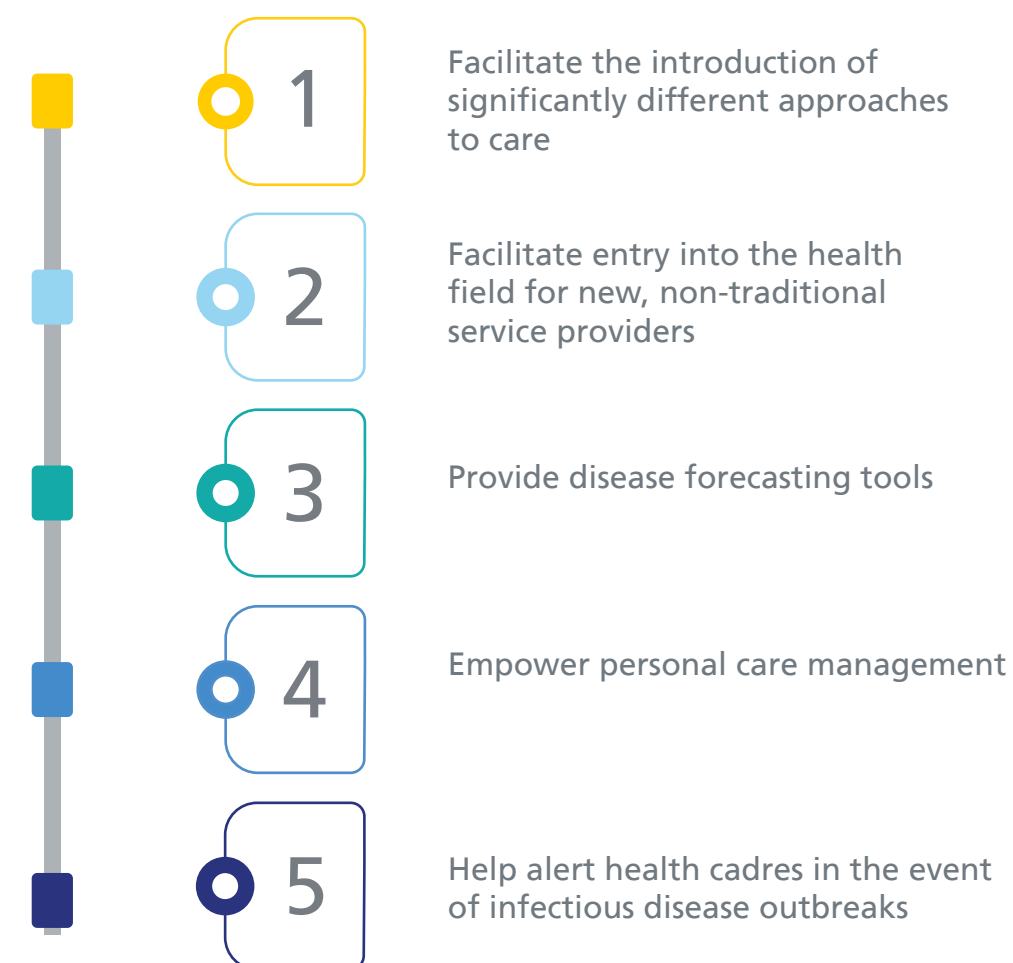 1
Facilitate the introduction of
significantly different approaches
to care
2
Facilitate entry into the health
field for new, non-traditional
service providers
3
Provide disease forecasting tools
4
Empower personal care management
5
Help alert health cadres in the event
of infectious disease outbreaks